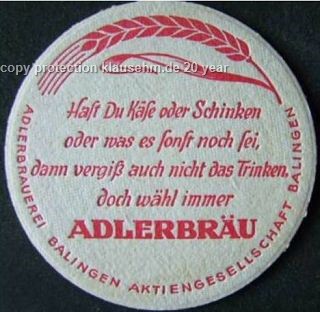 copy protection klausehm.de 20 year
Haſt Du Käſe oder Schinken
oder was es ſonſt noch ſei,
dann vergiß auch nicht das Trinken,
doch wähl immer
ADLERBRÄU
ADLERBRAUEREI BALINGEN AKTIENGESELLSCHAFT BALINGEN